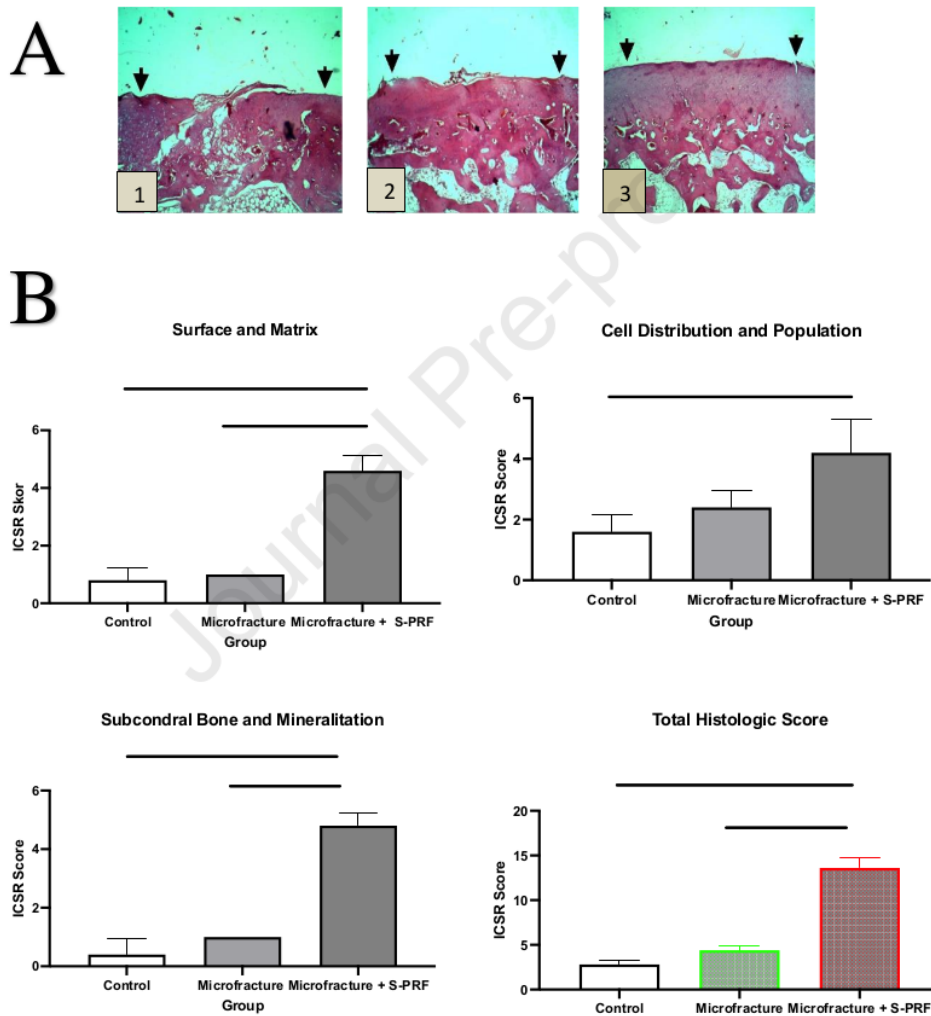 A
1
2
3
Journal Pre-pro
B
Surface and Matrix
ICSR Skor
6
4
2
0
Control
Microfracture
Microfracture + S-PRF
Group
Cell Distribution and Population
ICSR Score
6
4
2
0
Control
Microfracture
Microfracture + S-PRF
Group
Subcondral Bone and Mineralitation
ICSR Score
6
4
2
0
Control
Microfracture
Microfracture + S-PRF
Group
Total Histologic Score
ICSR Score
20
15
10
5
0
Control
Microfracture
Microfracture + S-PRF